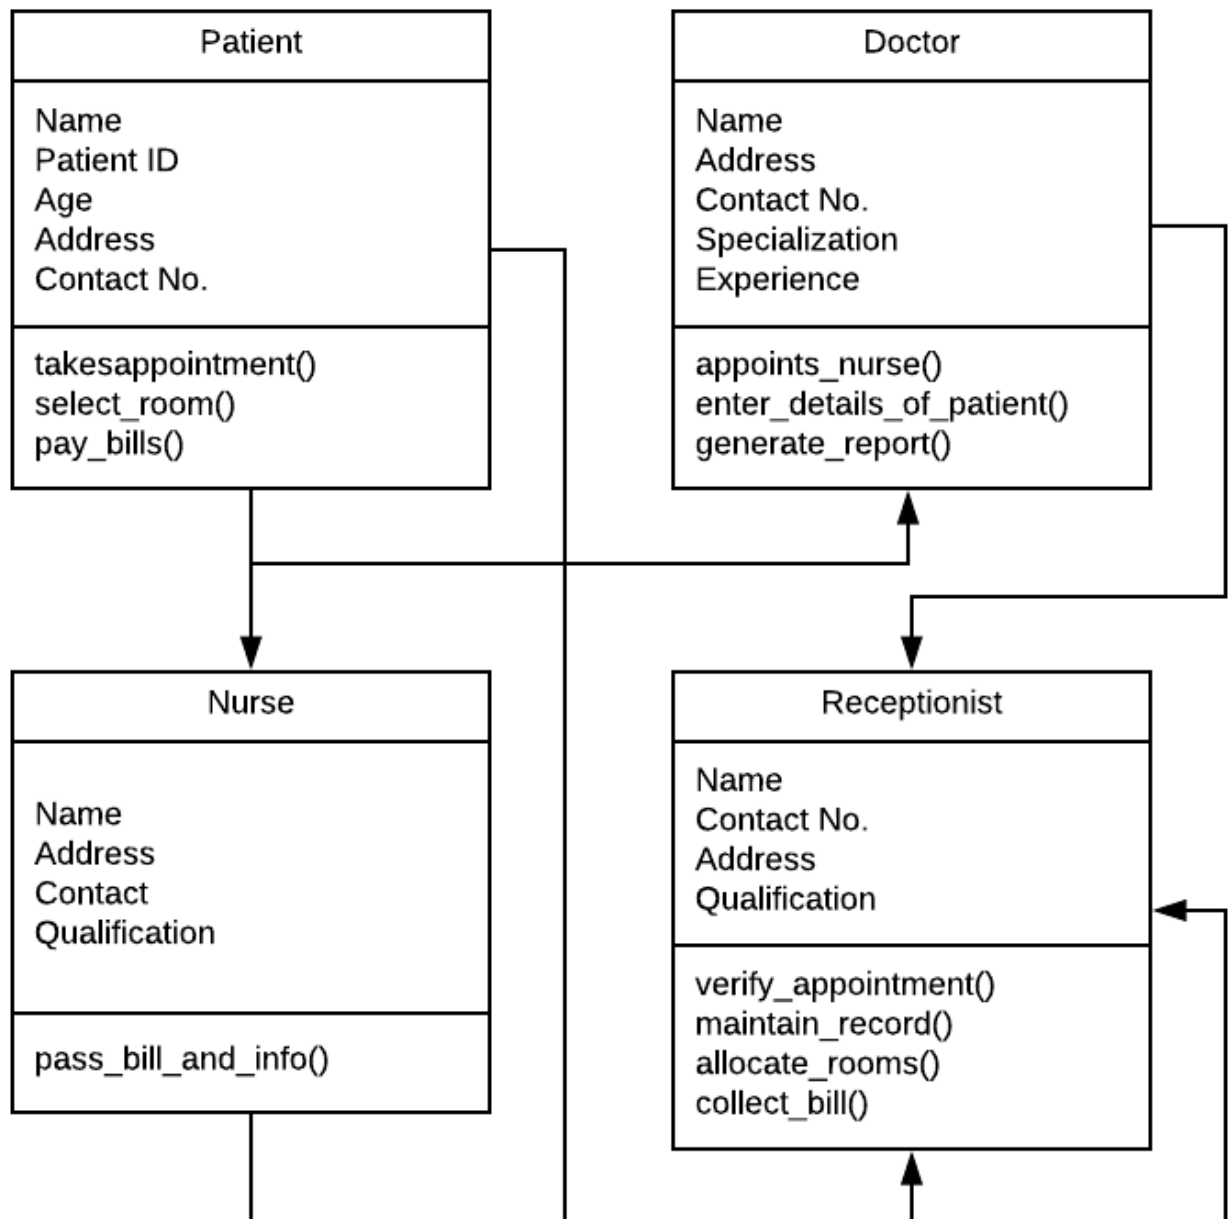 Patient
Name
Patient ID
Age
Address
Contact No.
takesappointment()
select_room()
pay_bills()
Doctor
Name
Address
Contact No.
Specialization
Experience
appoints_nurse()
enter_details_of_patient()
generate_report()
Nurse
Name
Address
Contact
Qualification
pass_bill_and_info()
Receptionist
Name
Contact No.
Address
Qualification
verify_appointment()
maintain_record()
allocate_rooms()
collect_bill()